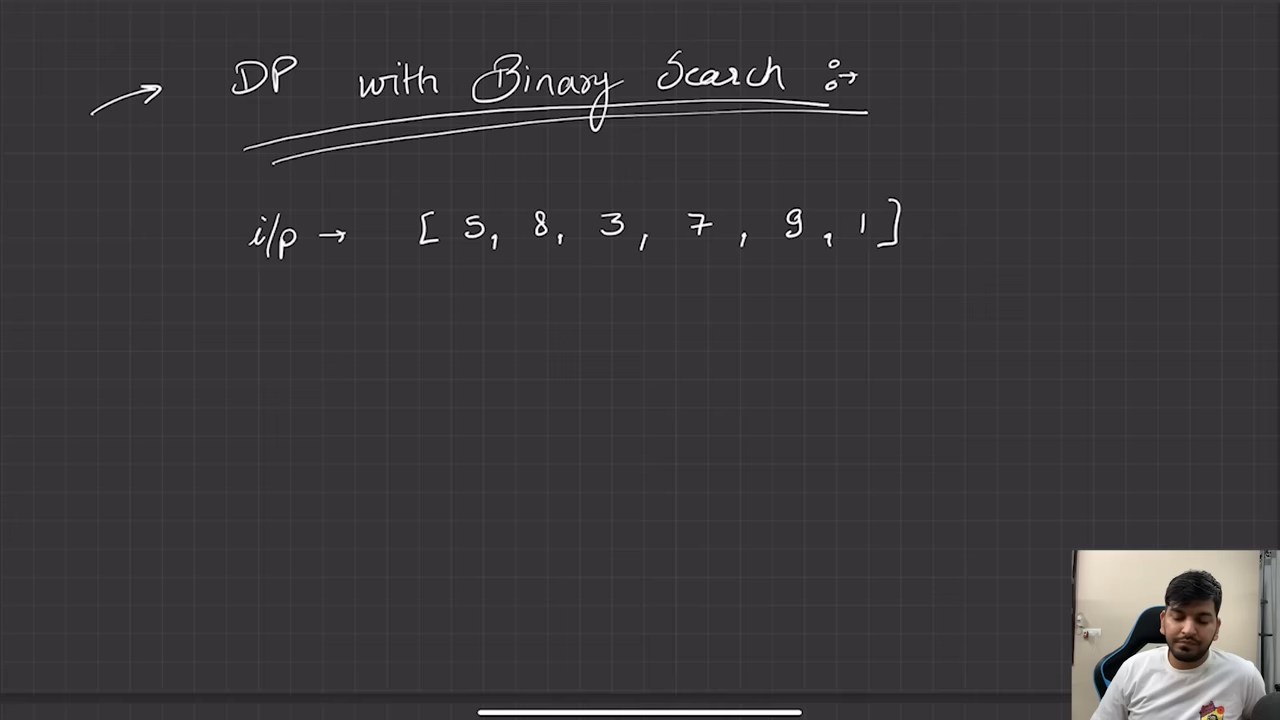 DP with Binary Search :→
i/p → [ 5, 8, 3, 7, 9, 1 ]